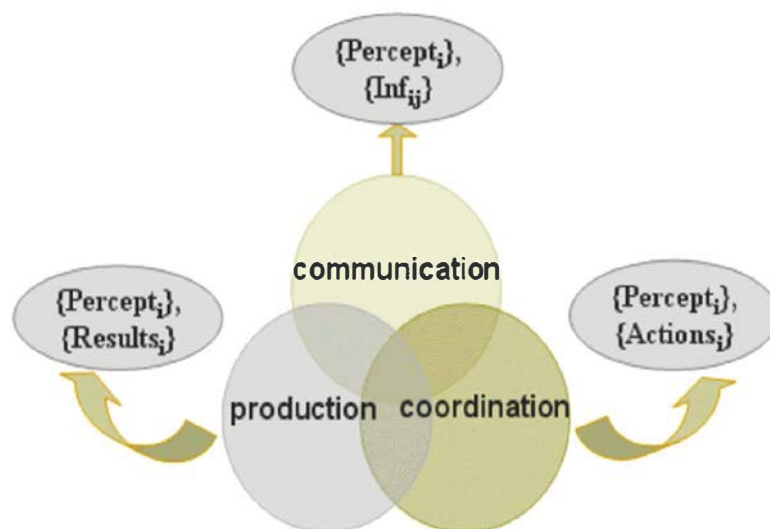 {Percept_i},
{Inf_ij}
communication
{Percept_i},
{Results_i}
{Percept_i},
{Actions_i}
production
coordination